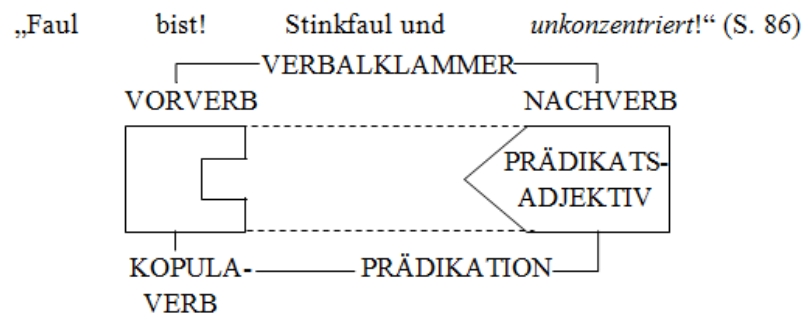 „Faul bist! Stinkfaul und unkonzentriert!“ (S. 86)
VERBALKLAMMER
VORVERB NACHVERB
PRÄDIKATS-
ADJEKTIV
KOPULA- PRÄDIKATION
VERB